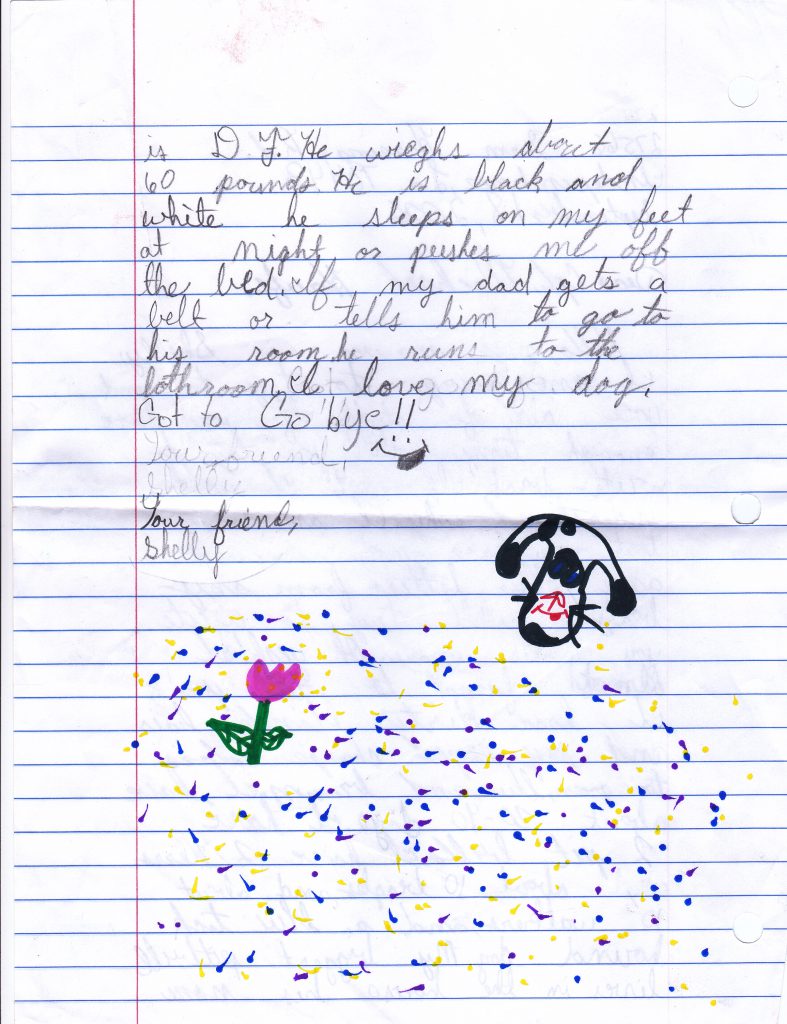 is D.J. He wieghs about
60 pounds. He is black and
white he sleeps on my feet
at night or pushes me off
the bed. If my dad gets a
belt or tells him to go to
his room, he runs to the
bothroom. I love my dog.
Got to Go bye!!
Your friend,
Shelly
Your friend,
Shelly